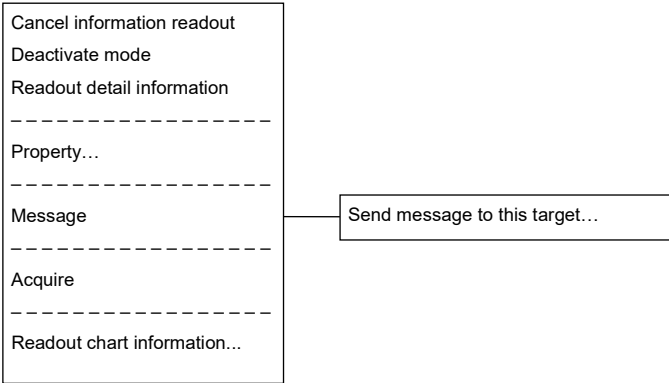 Cancel information readout
Deactivate mode
Readout detail information
Property…
Message
Send message to this target…
Acquire
Readout chart information...